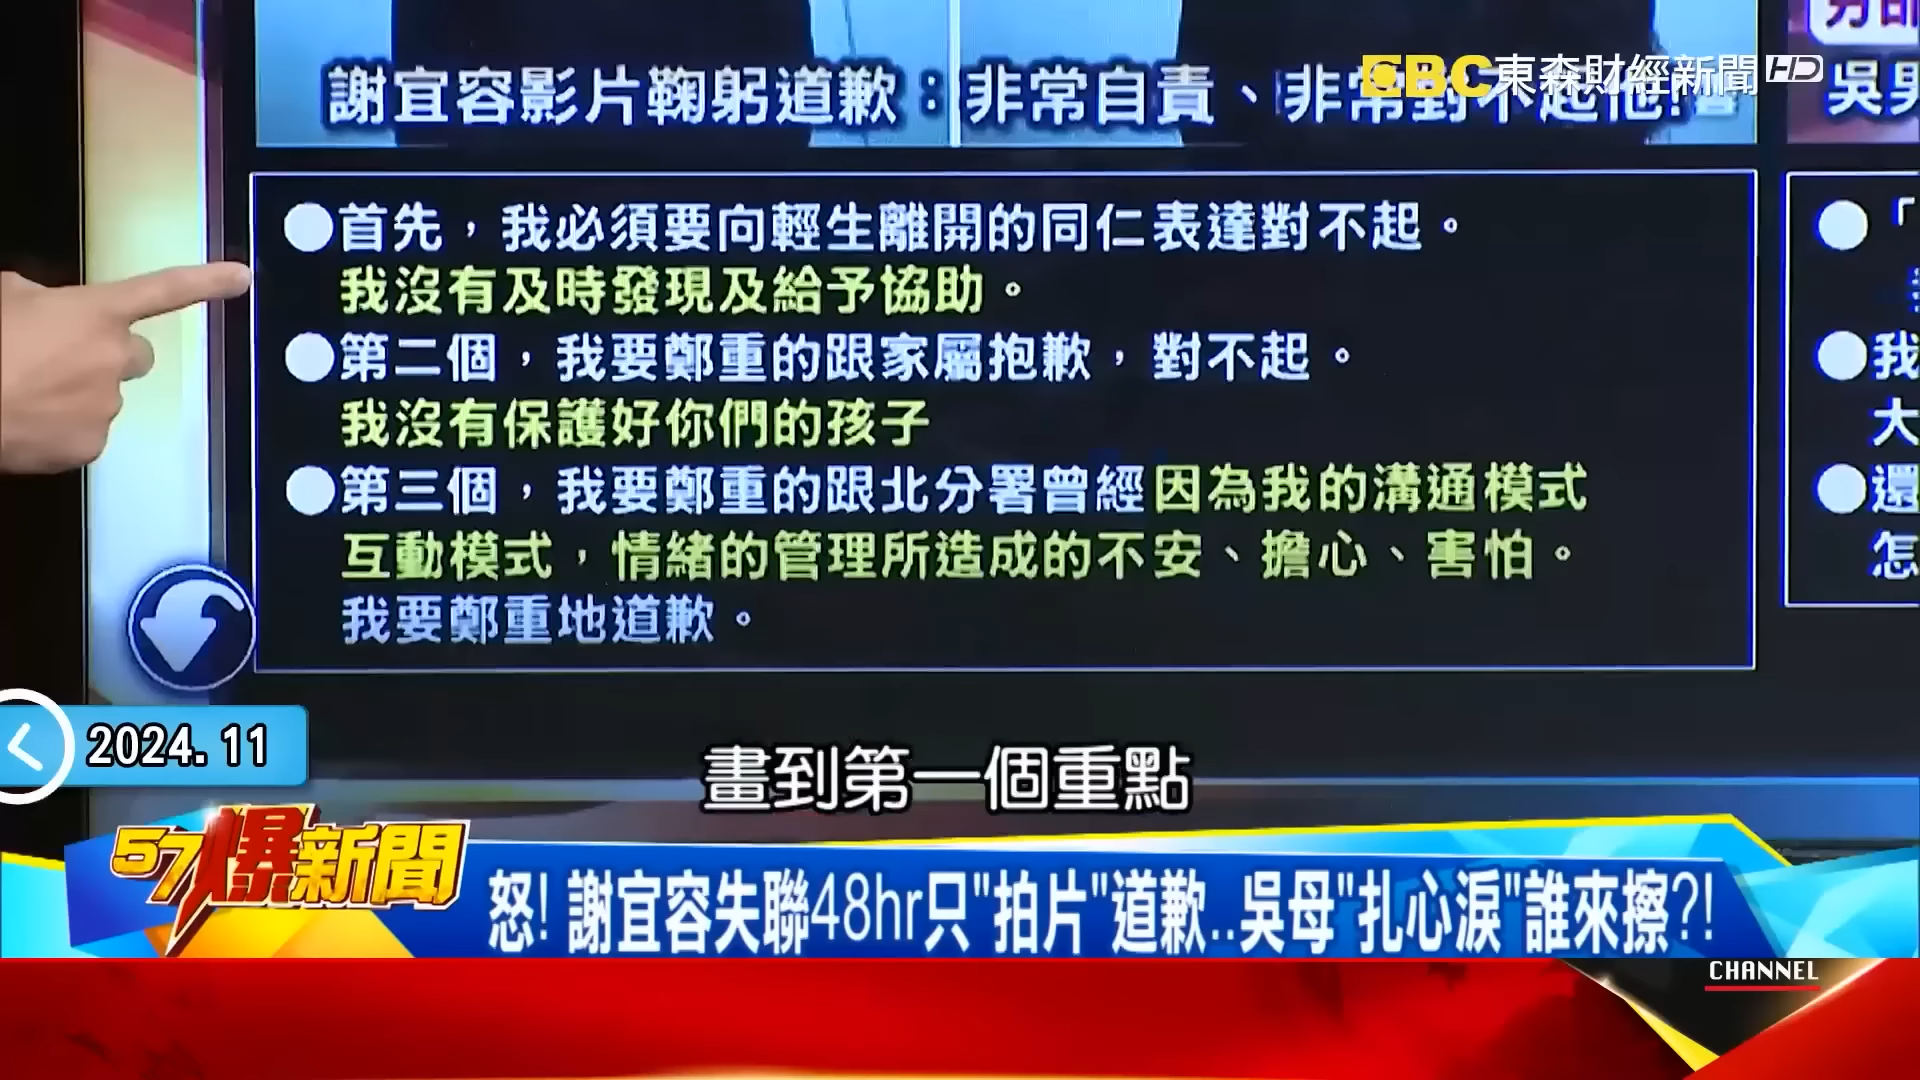 EBC東森財經新聞HD
謝宜容影片鞠躬道歉：非常自責、非常對不起他!
吳
●首先，我必須要向輕生離開的同仁表達對不起。
我沒有及時發現及給予協助。
●第二個，我要鄭重的跟家屬抱歉，對不起。
我沒有保護好你們的孩子
●第三個，我要鄭重的跟北分署曾經因為我的溝通模式
互動模式，情緒的管理所造成的不安、擔心、害怕。
我要鄭重地道歉。
●「
●我
大
●還
怎
2024.11
畫到第一個重點
57爆新聞
怒!謝宜容失聯48hr只"拍片"道歉..吳母"扎心淚"誰來擦?!
CHANNEL